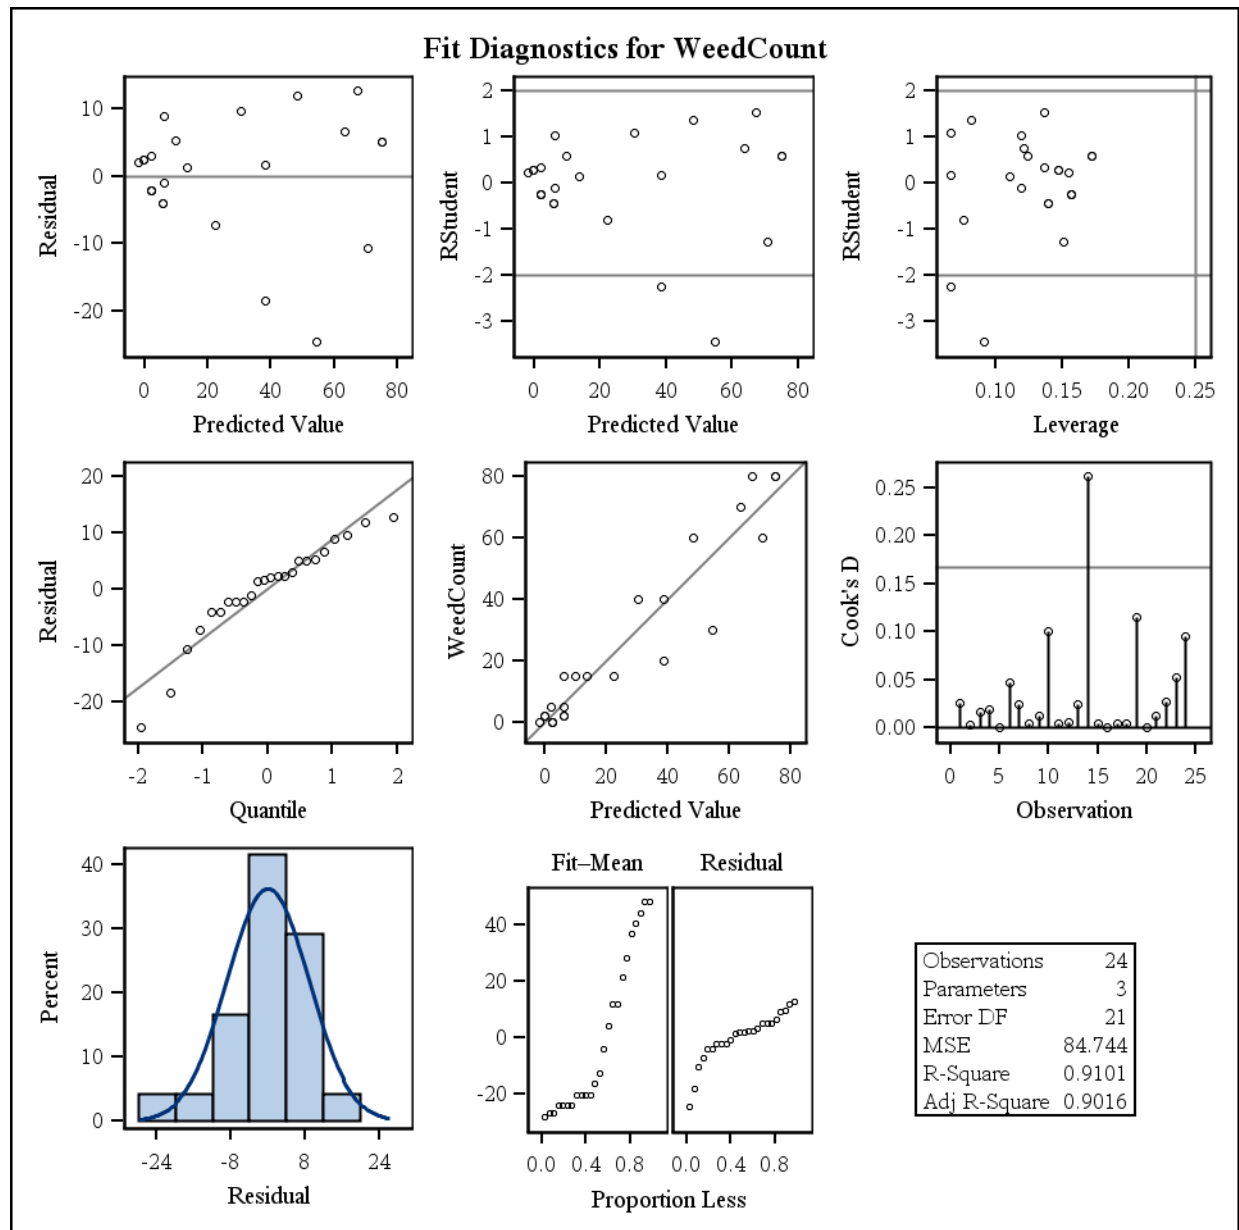 Fit Diagnostics for WeedCount
10
0
-10
-20
Residual
0 20 40 60 80
Predicted Value
2
1
0
-1
-2
-3
RStudent
0 20 40 60 80
Predicted Value
2
1
0
-1
-2
-3
RStudent
0.10 0.15 0.20 0.25
Leverage
20
10
0
-10
-20
Residual
-2 -1 0 1 2
Quantile
80
60
40
20
0
WeedCount
0 20 40 60 80
Predicted Value
0.25
0.20
0.15
0.10
0.05
0.00
Cook's D
0 5 10 15 20 25
Observation
40
30
20
10
0
Percent
-24 -8 8 24
Residual
Fit–Mean Residual
40
20
0
-20
0.0 0.4 0.8 0.0 0.4 0.8
Proportion Less
Observations 24
Parameters 3
Error DF 21
MSE 84.744
R-Square 0.9101
Adj R-Square 0.9016